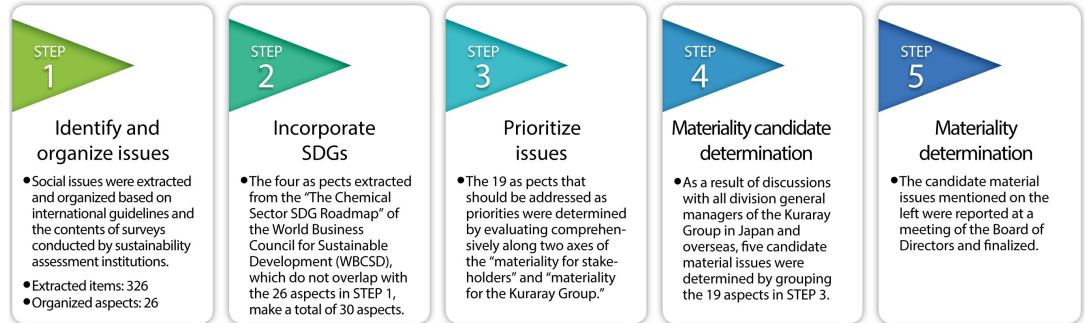 STEP
1
Identify and
organize issues
●Social issues were extracted
and organized based on
international guidelines and
the contents of surveys
conducted by sustainability
assessment institutions.
●Extracted items: 326
●Organized aspects: 26
STEP
2
Incorporate
SDGs
●The four as pects extracted
from the “The Chemical
Sector SDG Roadmap” of
the World Business
Council for Sustainable
Development (WBCSD),
which do not overlap with
the 26 aspects in STEP 1,
make a total of 30 aspects.
STEP
3
Prioritize
issues
●The 19 as pects that
should be addressed as
priorities were determined
by evaluating comprehen-
sively along two axes of
the “materiality for stake-
holders” and “materiality
for the Kuraray Group.”
STEP
4
Materiality candidate
determination
●As a result of discussions
with all division general
managers of the Kuraray
Group in Japan and
overseas, five candidate
material issues were
determined by grouping
the 19 aspects in STEP 3.
STEP
5
Materiality
determination
●The candidate material
issues mentioned on the
left were reported at a
meeting of the Board of
Directors and finalized.